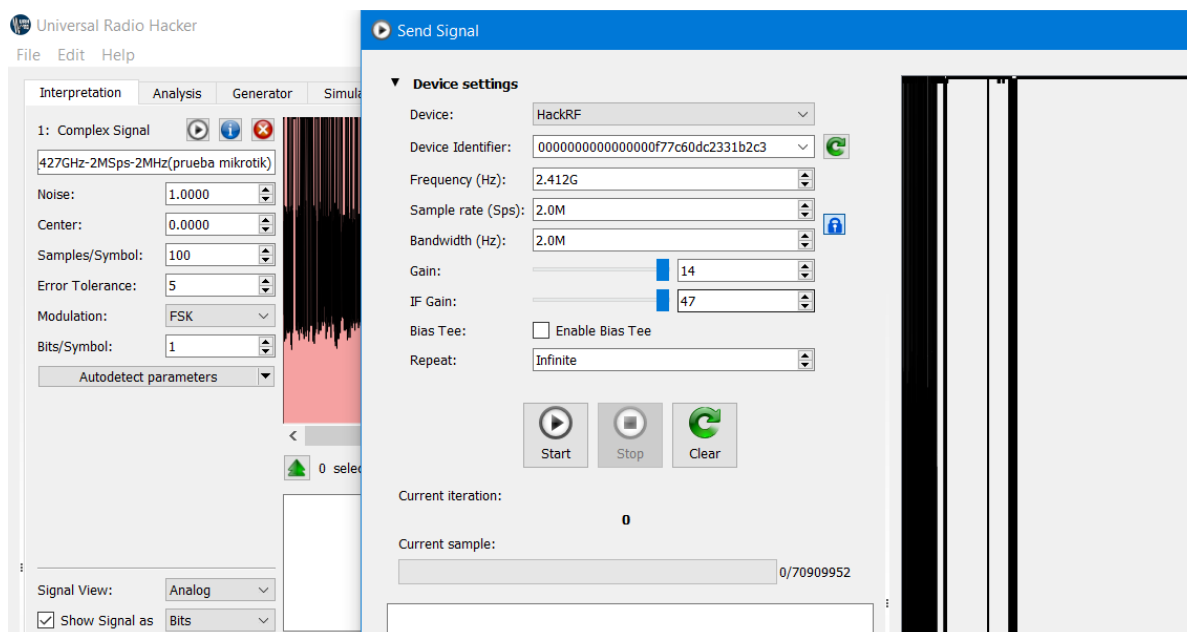 Universal Radio Hacker
File Edit Help
Interpretation Analysis Generator Simula
1: Complex Signal
.427GHz-2MSps-2MHz(prueba mikrotik)
Noise: 1.0000
Center: 0.0000
Samples/Symbol: 100
Error Tolerance: 5
Modulation: FSK
Bits/Symbol: 1
Autodetect parameters
0 selec
Signal View: Analog
Show Signal as Bits
Send Signal
Device settings
Device: HackRF
Device Identifier: 0000000000000000f77c60dc2331b2c3
Frequency (Hz): 2.412G
Sample rate (Sps): 2.0M
Bandwidth (Hz): 2.0M
Gain: 14
IF Gain: 47
Bias Tee: Enable Bias Tee
Repeat: Infinite
Start Stop Clear
Current iteration:
0
Current sample:
0/70909952